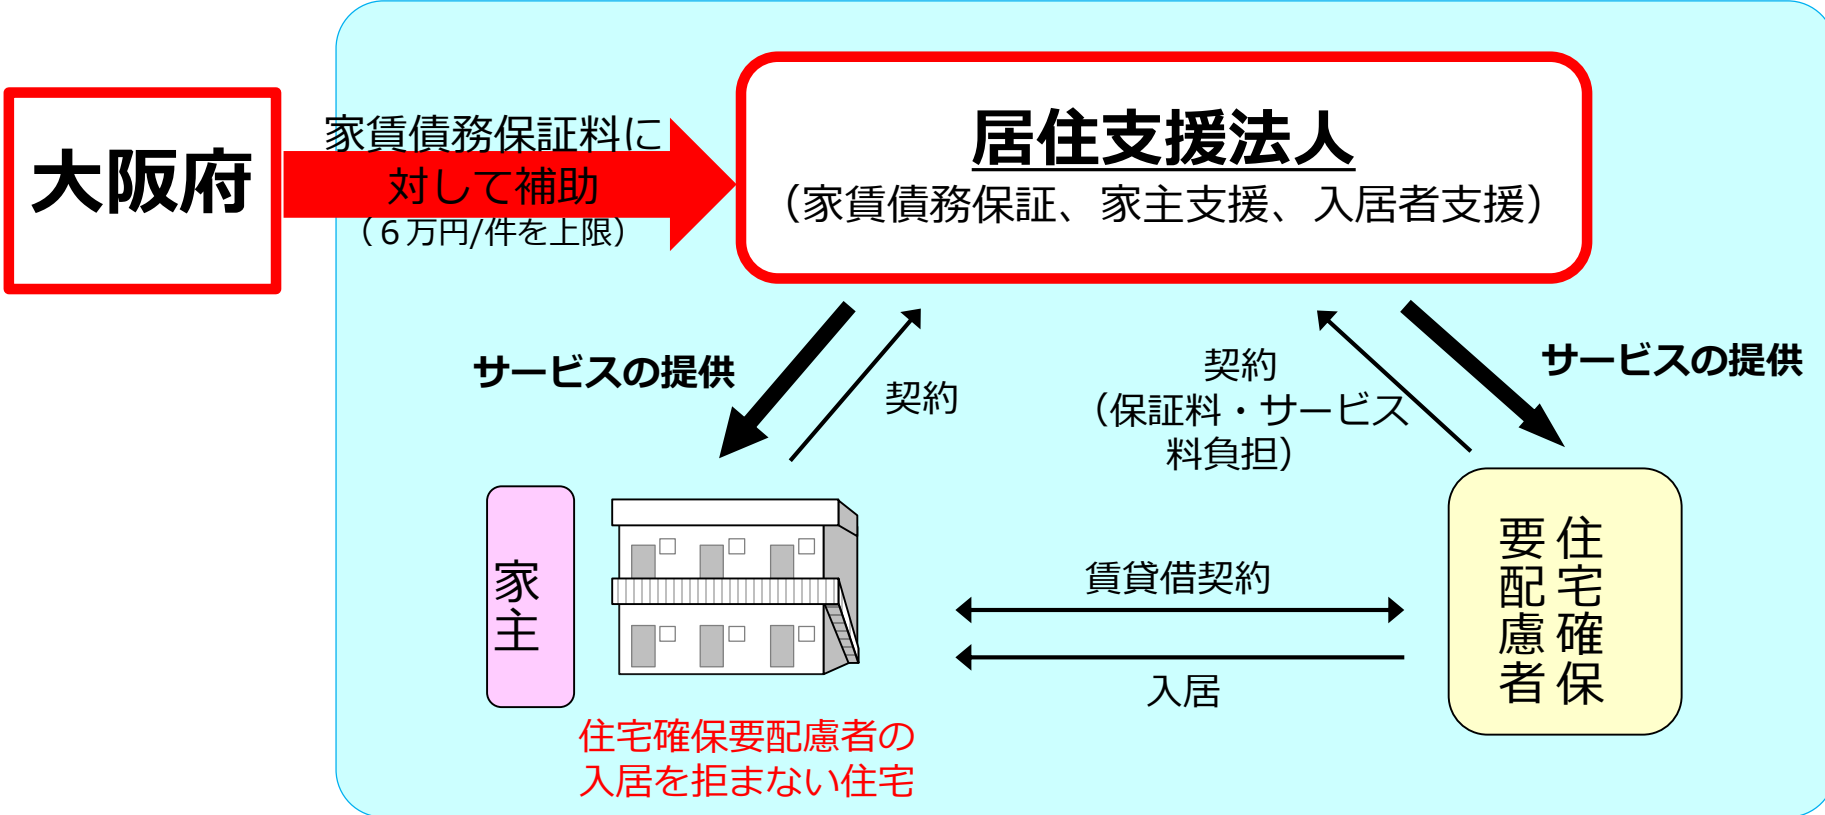 大阪府
家賃債務保証料に
対して補助
（６万円/件を上限）
居住支援法人
（家賃債務保証、家主支援、入居者支援）
サービスの提供
契約
契約
（保証料・サービス
料負担）
サービスの提供
家主
賃貸借契約
入居
住宅確保
要配慮者
住宅確保要配慮者の
入居を拒まない住宅